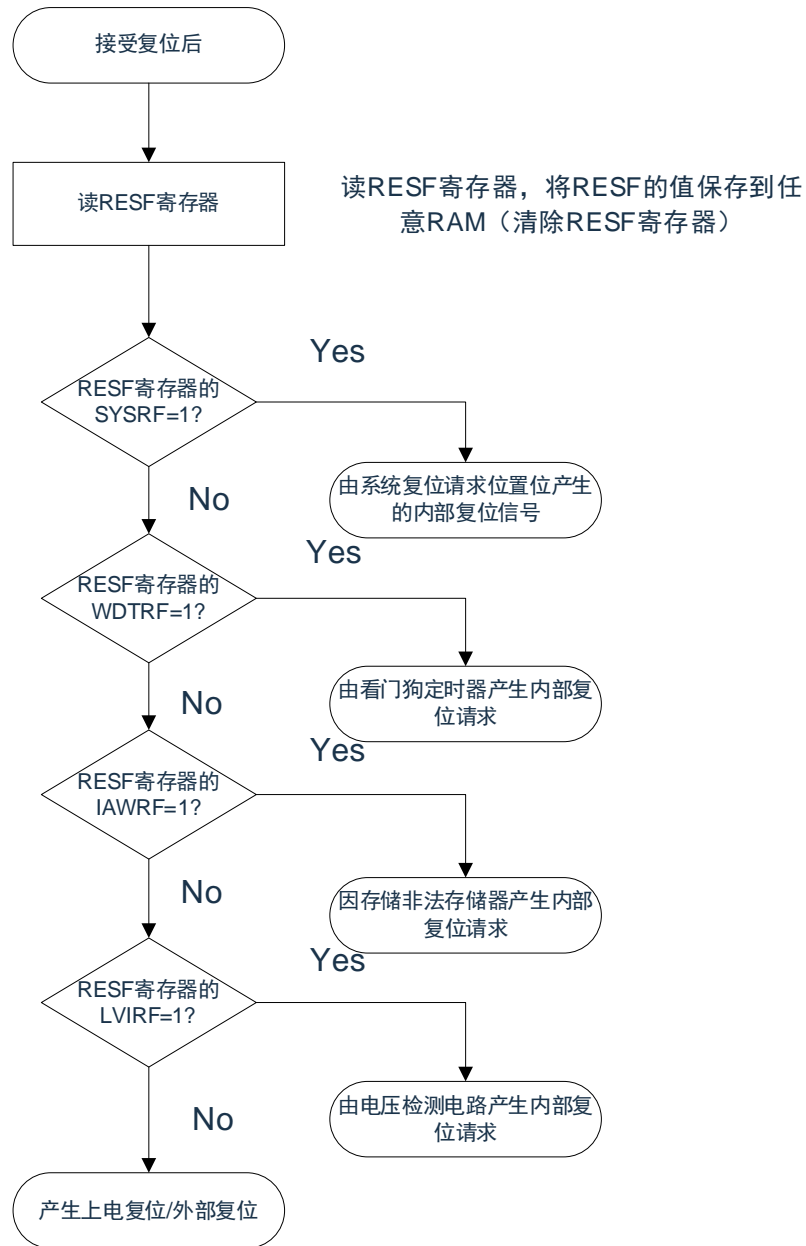 接受复位后
读RESF寄存器
读RESF寄存器，将RESF的值保存到任
意RAM（清除RESF寄存器）
Yes
RESF寄存器的
SYSRF=1?
由系统复位请求位置位产生
的内部复位信号
No
Yes
RESF寄存器的
WDTRF=1?
由看门狗定时器产生内部复
位请求
No
Yes
RESF寄存器的
IAWRF=1?
因存储非法存储器产生内部
复位请求
No
Yes
RESF寄存器的
LVIRF=1?
由电压检测电路产生内部复
位请求
No
产生上电复位/外部复位